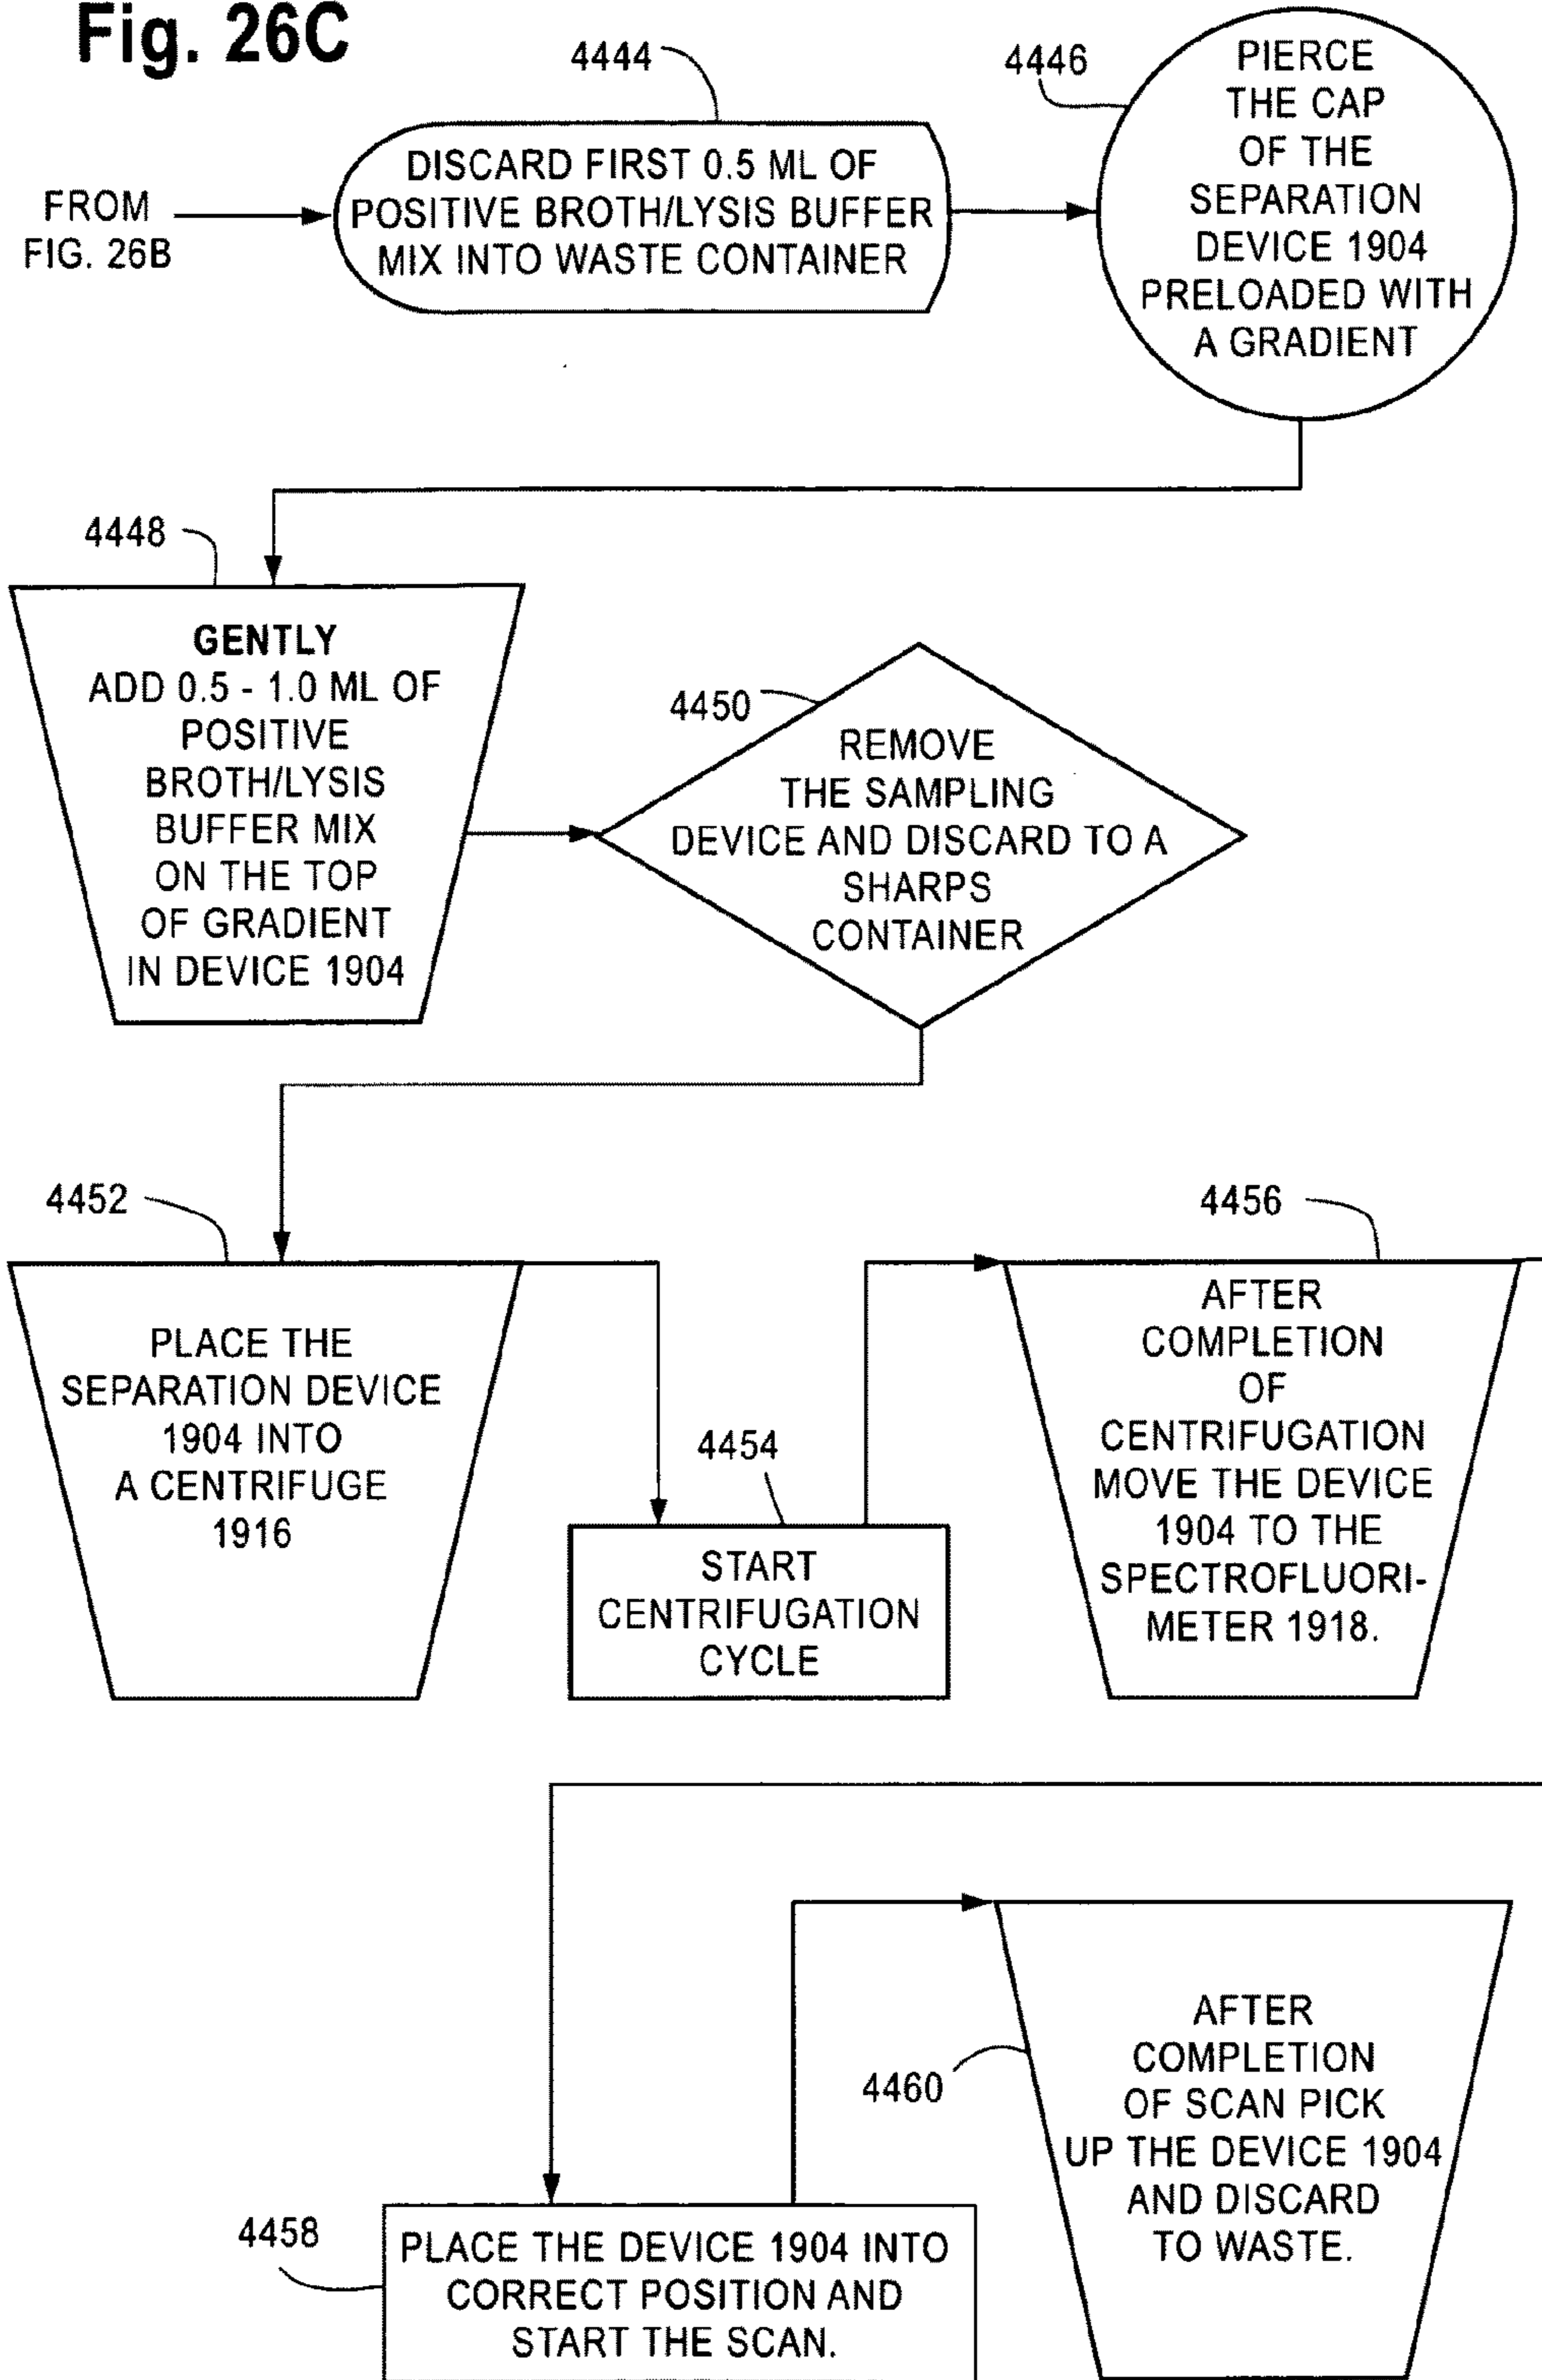 Fig. 26C
4444
4446
FROM
FIG. 26B
DISCARD FIRST 0.5 ML OF
POSITIVE BROTH/LYSIS BUFFER
MIX INTO WASTE CONTAINER
PIERCE
THE CAP
OF THE
SEPARATION
DEVICE 1904
PRELOADED WITH
A GRADIENT
4448
GENTLY
ADD 0.5 - 1.0 ML OF
POSITIVE
BROTH/LYSIS
BUFFER MIX
ON THE TOP
OF GRADIENT
IN DEVICE 1904
4450
REMOVE
THE SAMPLING
DEVICE AND DISCARD TO A
SHARPS
CONTAINER
4452
PLACE THE
SEPARATION DEVICE
1904 INTO
A CENTRIFUGE
1916
4454
START
CENTRIFUGATION
CYCLE
4456
AFTER
COMPLETION
OF
CENTRIFUGATION
MOVE THE DEVICE
1904 TO THE
SPECTROFLUORI-
METER 1918.
4458
PLACE THE DEVICE 1904 INTO
CORRECT POSITION AND
START THE SCAN.
4460
AFTER
COMPLETION
OF SCAN PICK
UP THE DEVICE 1904
AND DISCARD
TO WASTE.